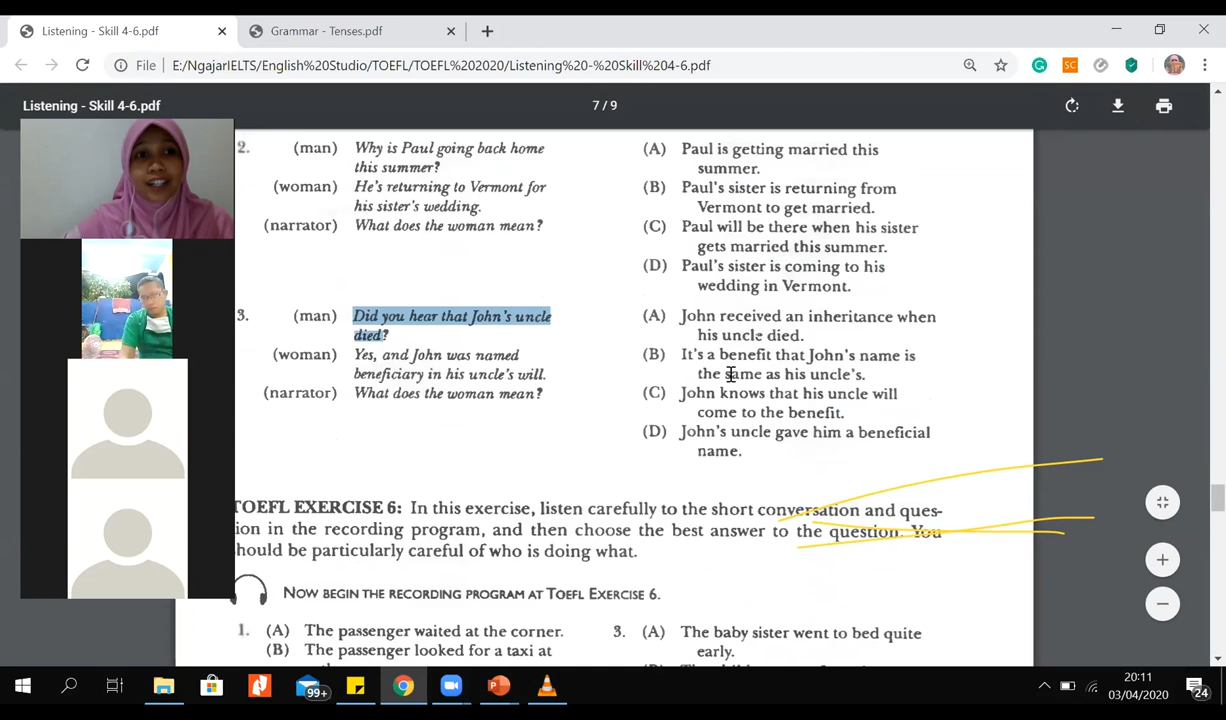 Listening - Skill 4-6.pdf
Grammar - Tenses.pdf
File
E:/NgajarIELTS/English%20Studio/TOEFL/TOEFL%202020/Listening%20-%20Skill%204-6.pdf
SC
Listening - Skill 4-6.pdf
7 / 9
2. (man) Why is Paul going back home
this summer?
(woman) He's returning to Vermont for
his sister's wedding.
(narrator) What does the woman mean?
(A) Paul is getting married this
summer.
(B) Paul's sister is returning from
Vermont to get married.
(C) Paul will be there when his sister
gets married this summer.
(D) Paul's sister is coming to his
wedding in Vermont.
3. (man) Did you hear that John's uncle
died?
(woman) Yes, and John was named
beneficiary in his uncle's will.
(narrator) What does the woman mean?
(A) John received an inheritance when
his uncle died.
(B) It's a benefit that John's name is
the same as his uncle's.
(C) John knows that his uncle will
come to the benefit.
(D) John's uncle gave him a beneficial
name.
TOEFL EXERCISE 6: In this exercise, listen carefully to the short conversation and ques-
ion in the recording program, and then choose the best answer to the question. You
hould be particularly careful of who is doing what.
NOW BEGIN THE RECORDING PROGRAM AT TOEFL EXERCISE 6.
1. (A) The passenger waited at the corner.
(B) The passenger looked for a taxi at
3. (A) The baby sister went to bed quite
early.
99+
20:11
03/04/2020
24